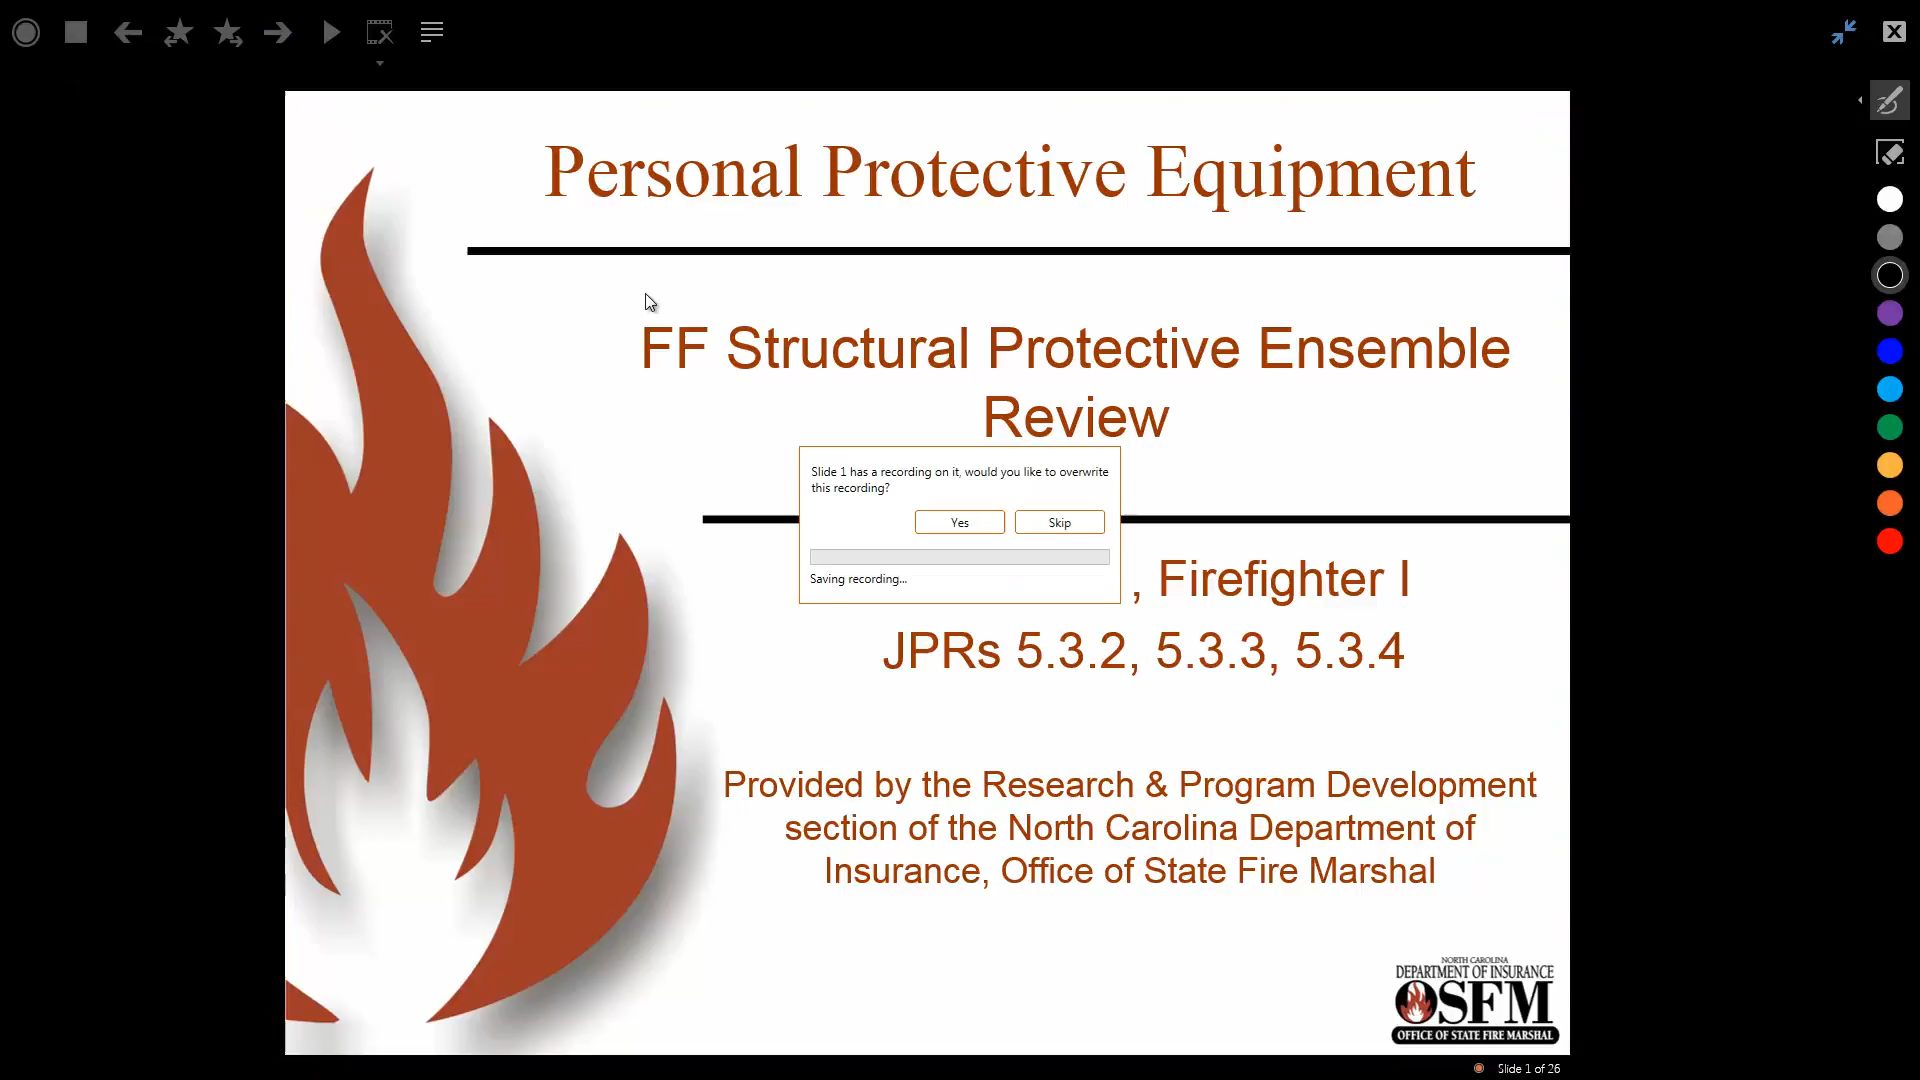 Personal Protective Equipment
FF Structural Protective Ensemble
Review
Slide 1 has a recording on it, would you like to overwrite
this recording?
Yes
Skip
Saving recording...
, Firefighter I
JPRs 5.3.2, 5.3.3, 5.3.4
Provided by the Research & Program Development
section of the North Carolina Department of
Insurance, Office of State Fire Marshal
NORTH CAROLINA
DEPARTMENT OF INSURANCE
OSFM
OFFICE OF STATE FIRE MARSHAL
Slide 1 of 26